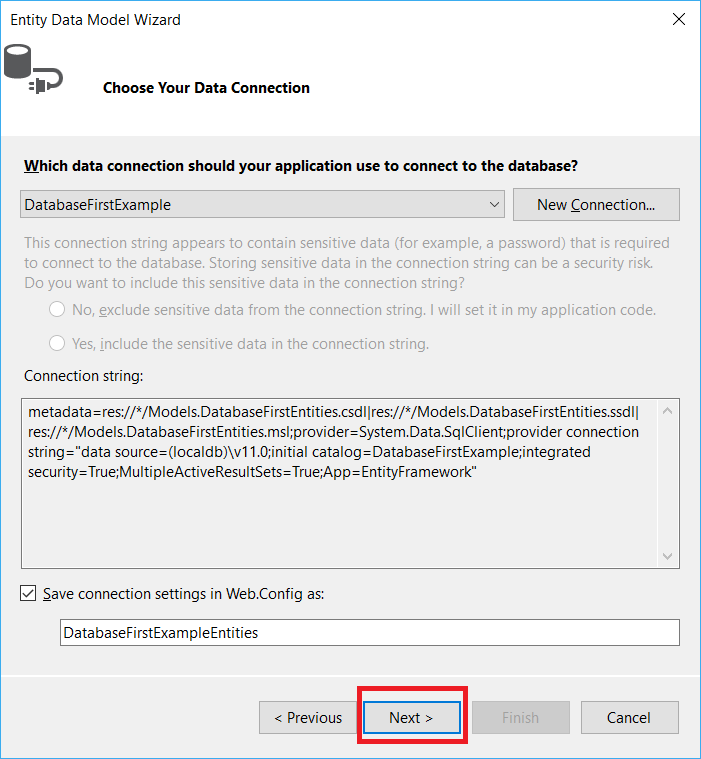 Entity Data Model Wizard
Choose Your Data Connection
Which data connection should your application use to connect to the database?
DatabaseFirstExample
New Connection...
This connection string appears to contain sensitive data (for example, a password) that is required
to connect to the database. Storing sensitive data in the connection string can be a security risk.
Do you want to include this sensitive data in the connection string?
No, exclude sensitive data from the connection string. I will set it in my application code.
Yes, include the sensitive data in the connection string.
Connection string:
metadata=res://*/Models.DatabaseFirstEntities.csdl|res://*/Models.DatabaseFirstEntities.ssdl|
res://*/Models.DatabaseFirstEntities.msl;provider=System.Data.SqlClient;provider connection
string="data source=(localdb)\v11.0;initial catalog=DatabaseFirstExample;integrated
security=True;MultipleActiveResultSets=True;App=EntityFramework"
Save connection settings in Web.Config as:
DatabaseFirstExampleEntities
< Previous
Next >
Finish
Cancel